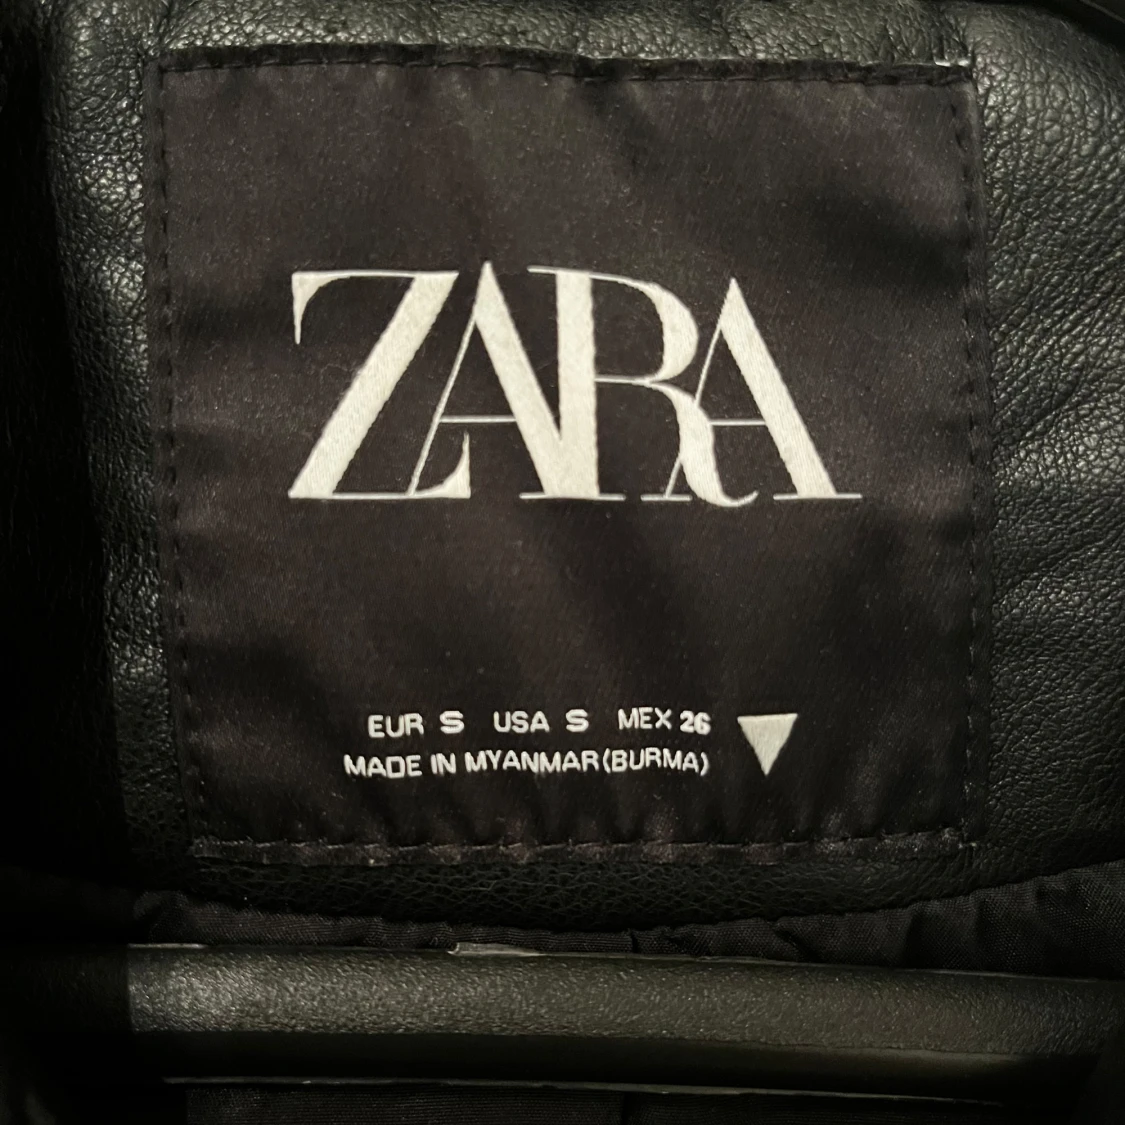 ZARA
EUR S USA S MEX 26
MADE IN MYANMAR(BURMA)